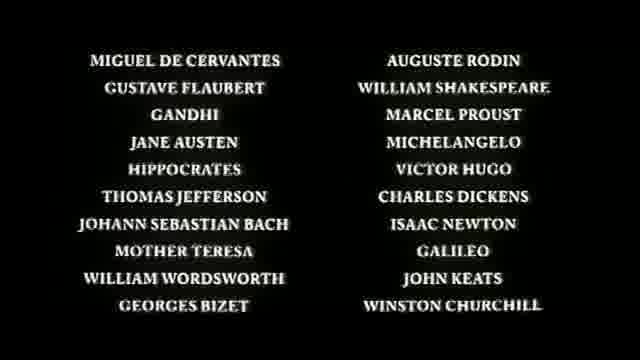 MIGUEL DE CERVANTES
GUSTAVE FLAUBERT
GANDHI
JANE AUSTEN
HIPPOCRATES
THOMAS JEFFERSON
JOHANN SEBASTIAN BACH
MOTHER TERESA
WILLIAM WORDSWORTH
GEORGES BIZET
AUGUSTE RODIN
WILLIAM SHAKESPEARE
MARCEL PROUST
MICHELANGELO
VICTOR HUGO
CHARLES DICKENS
ISAAC NEWTON
GALILEO
JOHN KEATS
WINSTON CHURCHILL